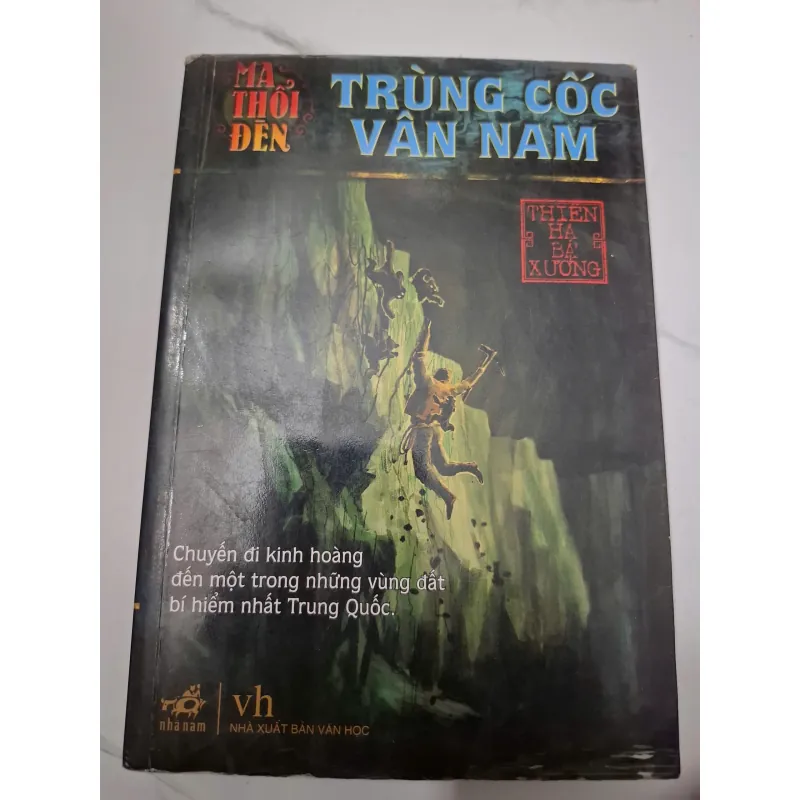 MA
THỔI
ĐÈN
TRÙNG CỐC
VÂN NAM
THIÊN
HẠ
BÁ
XƯỚNG
Chuyến đi kinh hoàng
đến một trong những vùng đất
bí hiểm nhất Trung Quốc.
nhã nam
vh
NHÀ XUẤT BẢN VĂN HỌC